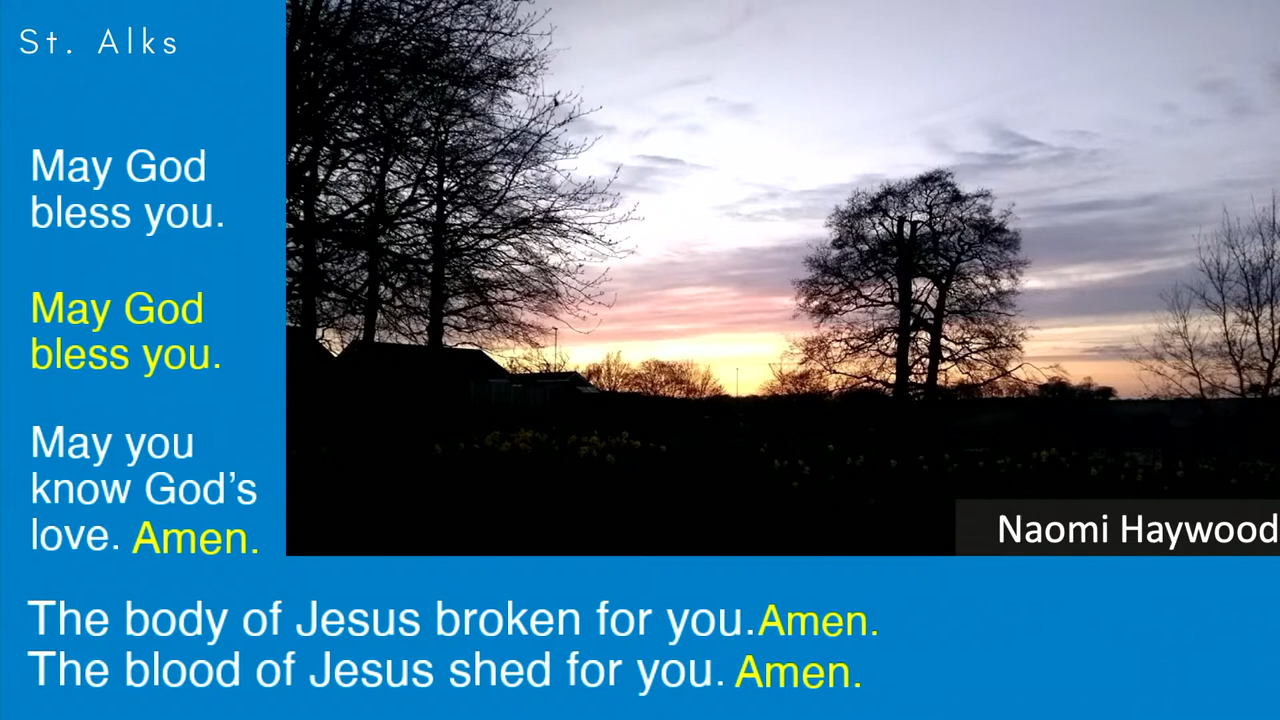 St. Alks
May God
bless you.
May God
bless you.
May you
know God's
love. Amen.
Naomi Haywood
The body of Jesus broken for you. Amen.
The blood of Jesus shed for you. Amen.